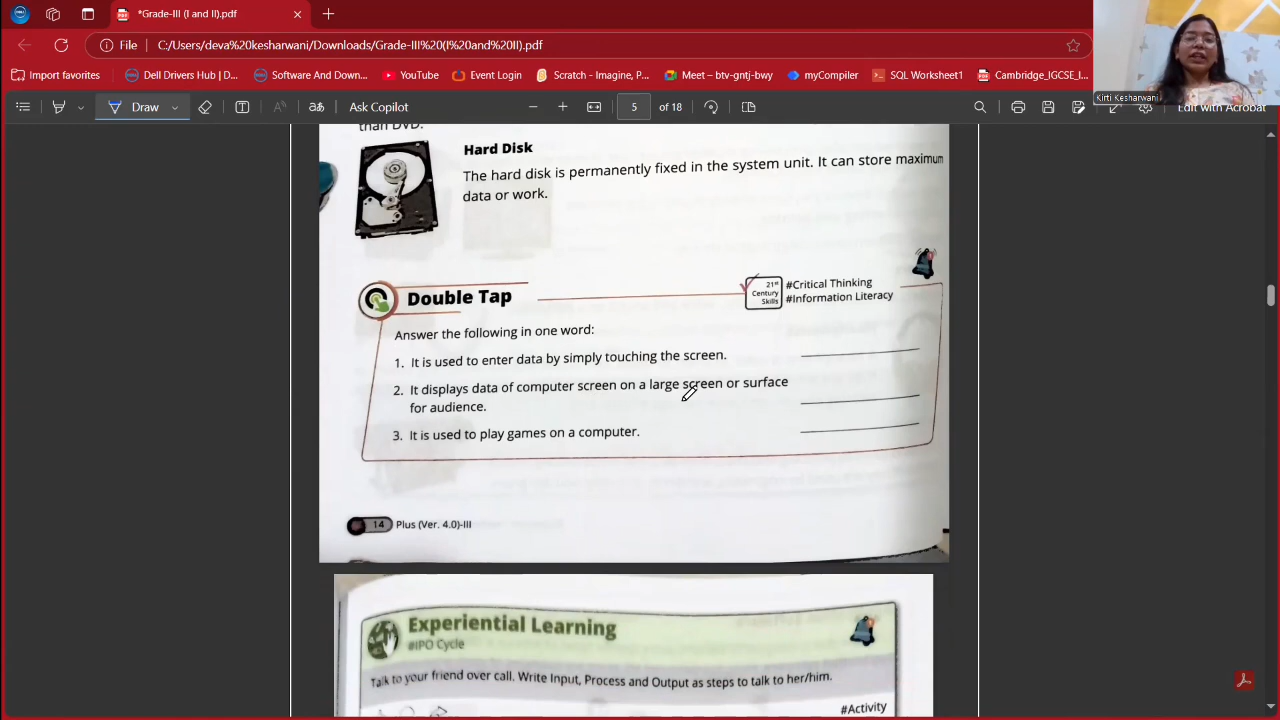 *Grade-III (I and II).pdf
File
C:/Users/deva%20kesharwani/Downloads/Grade-III%20(I%20and%20II).pdf
Import favorites
Dell Drivers Hub | D...
Software And Down...
YouTube
Event Login
Scratch - Imagine, P...
Meet – btv-gntj-bwy
myCompiler
SQL Worksheet1
Cambridge_IGCSE_I...
Kirti Kesharwani
Draw
Ask Copilot
5 of 18
Edit with Acrobat
than DVD.
Hard Disk
The hard disk is permanently fixed in the system unit. It can store maximum
data or work.
Double Tap
21st
Century
Skills
#Critical Thinking
#Information Literacy
Answer the following in one word:
1. It is used to enter data by simply touching the screen.
2. It displays data of computer screen on a large screen or surface
for audience.
3. It is used to play games on a computer.
14 Plus (Ver. 4.0)-III
Experiential Learning
#IPO Cycle
Talk to your friend over call. Write Input, Process and Output as steps to talk to her/him.
#Activity